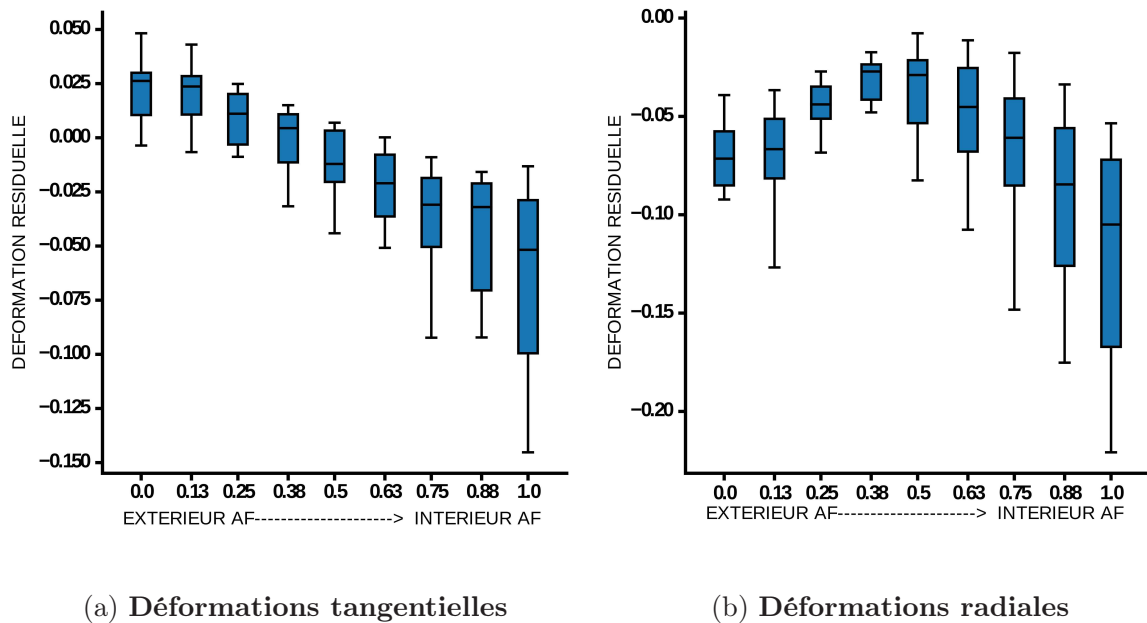 DEFORMATION RESIDUELLE
0.050
0.025
0.000
−0.025
−0.050
−0.075
−0.100
−0.125
−0.150
0.0 0.13 0.25 0.38 0.5 0.63 0.75 0.88 1.0
EXTERIEUR AF---------------------> INTÉRIEUR AF
(a) Déformations tangentielles
DEFORMATION RESIDUELLE
0.00
−0.05
−0.10
−0.15
−0.20
0.0 0.13 0.25 0.38 0.5 0.63 0.75 0.88 1.0
EXTERIEUR AF---------------------> INTÉRIEUR AF
(b) Déformations radiales